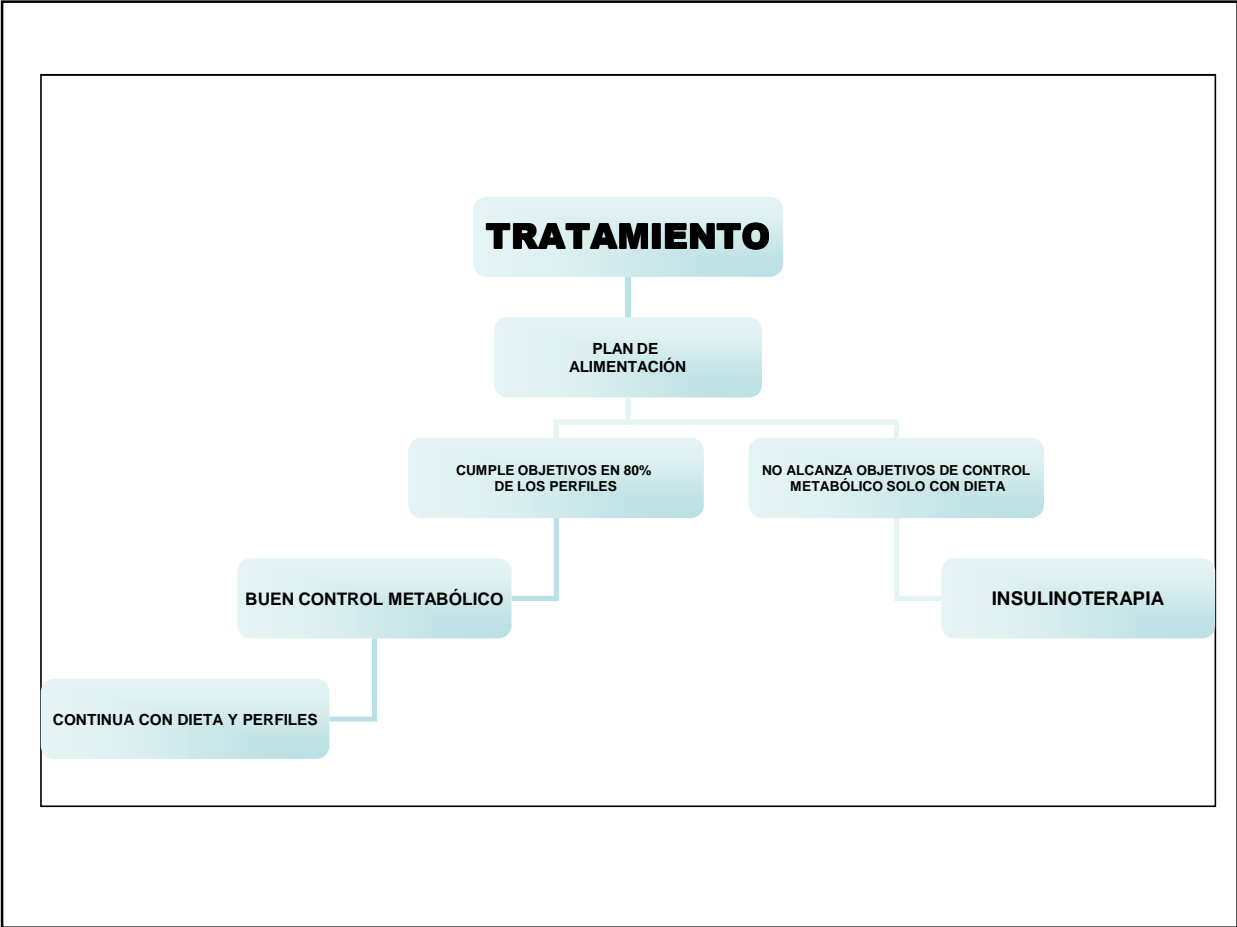 TRATAMIENTO
PLAN DE
ALIMENTACIÓN
CUMPLE OBJETIVOS EN 80%
DE LOS PERFILES
NO ALCANZA OBJETIVOS DE CONTROL
METABÓLICO SOLO CON DIETA
BUEN CONTROL METABÓLICO
INSULINOTERAPIA
CONTINUA CON DIETA Y PERFILES